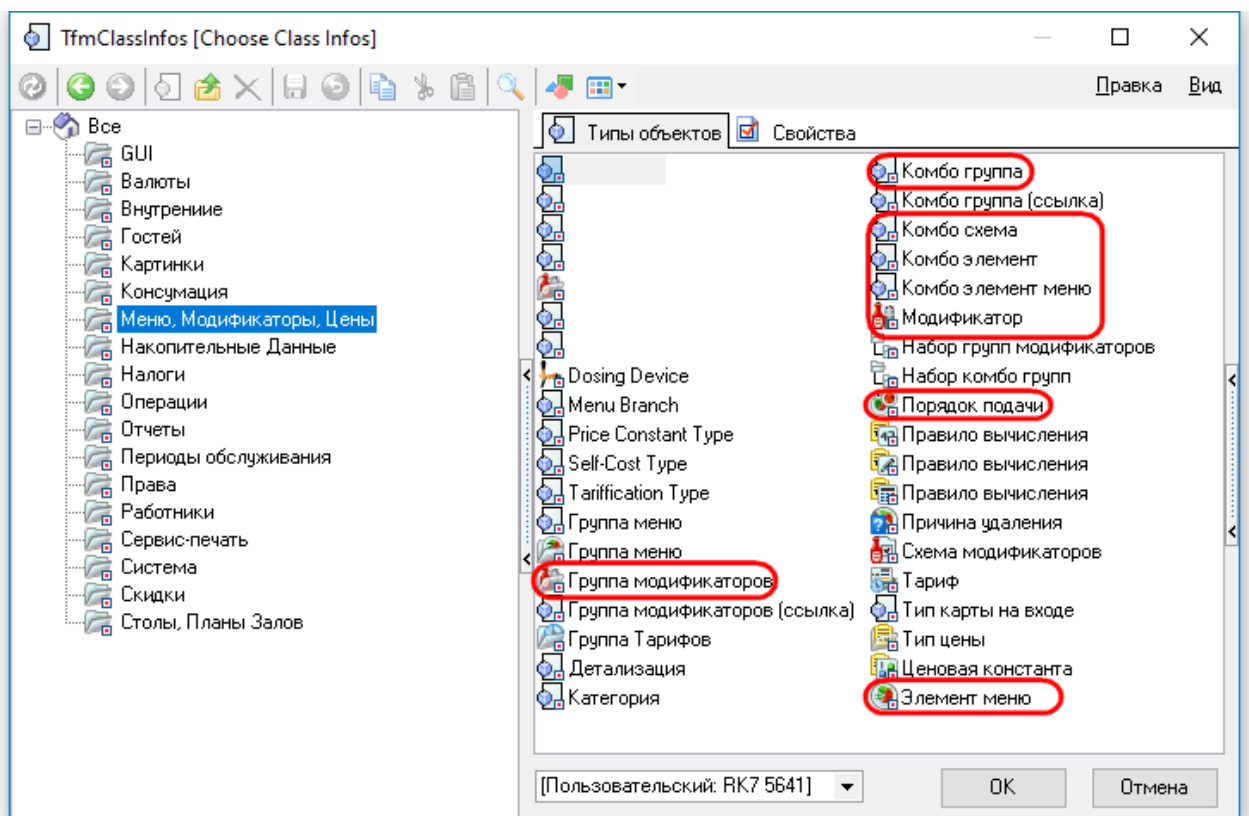 TfmClassInfos [Choose Class Infos]
Правка Вид
Все
GUI
Валюты
Внутренние
Гостей
Картинки
Консумация
Меню, Модификаторы, Цены
Накопительные Данные
Налоги
Операции
Отчеты
Периоды обслуживания
Права
Работники
Сервис-печать
Система
Скидки
Столы, Планы Залов
Типы объектов Свойства
Dosing Device
Menu Branch
Price Constant Type
Self-Cost Type
Tariffication Type
Группа меню
Группа меню
Группа модификаторов
Группа модификаторов (ссылка)
Группа Тарифов
Детализация
Категория
Комбо группа
Комбо группа (ссылка)
Комбо схема
Комбо элемент
Комбо элемент меню
Модификатор
Набор групп модификаторов
Набор комбо групп
Порядок подачи
Правило вычисления
Правило вычисления
Правило вычисления
Причина удаления
Схема модификаторов
Тариф
Тип карты на входе
Тип цены
Ценовая константа
Элемент меню
[Пользовательский: RK7 5641] OK Отмена